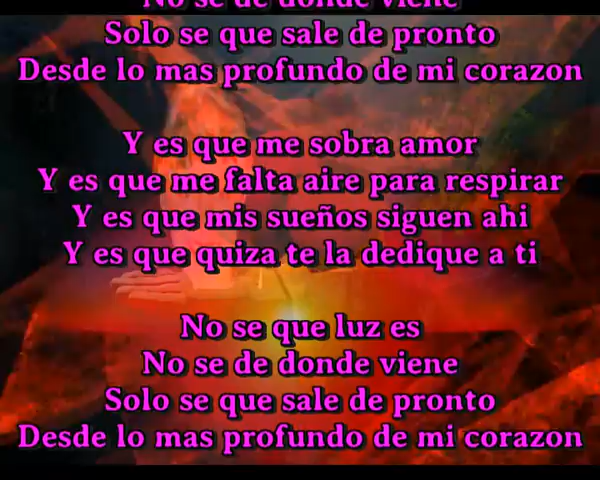 No se de donde viene
Solo se que sale de pronto
Desde lo mas profundo de mi corazon
Y es que me sobra amor
Y es que me falta aire para respirar
Y es que mis sueños siguen ahi
Y es que quiza te la dedique a ti
No se que luz es
No se de donde viene
Solo se que sale de pronto
Desde lo mas profundo de mi corazon